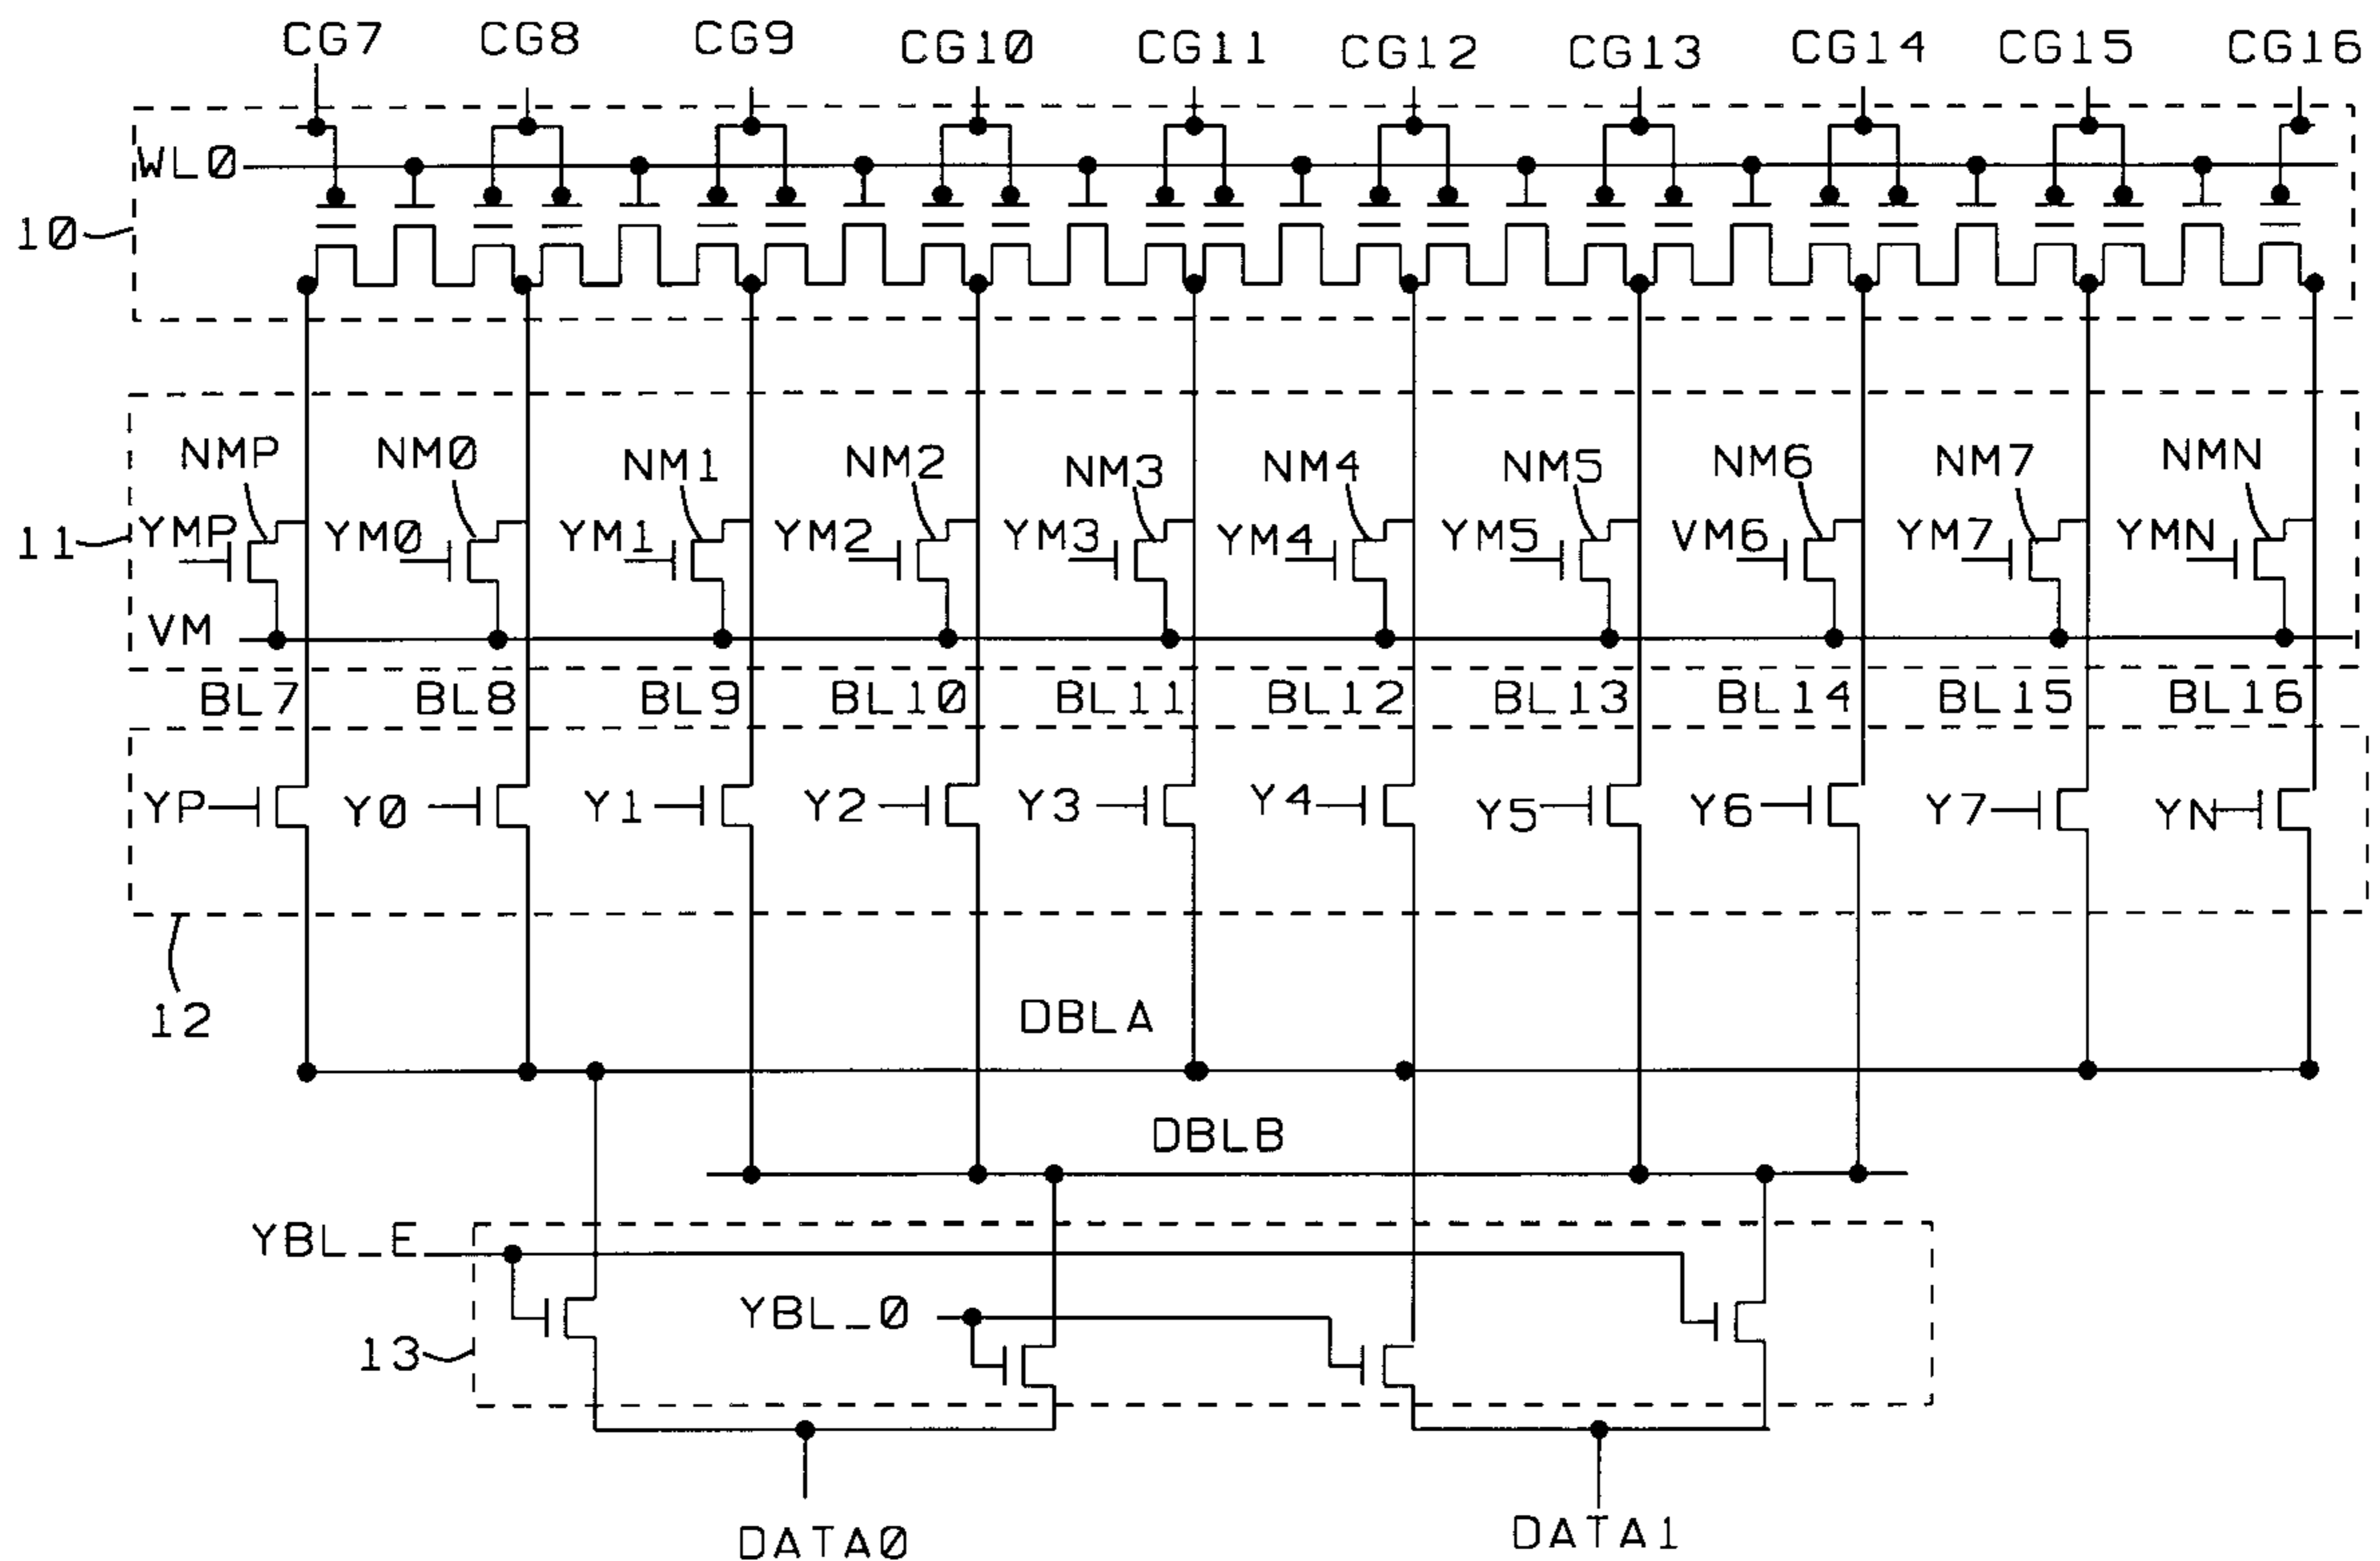 CG7 CG8 CG9 CG10 CG11 CG12 CG13 CG14 CG15 CG16
WL0
10
NMP NM0 NM1 NM2 NM3 NM4 NM5 NM6 NM7 NMN
11
YMP YM0 YM1 YM2 YM3 YM4 YM5 VM6 YM7 YMN
VM
BL7 BL8 BL9 BL10 BL11 BL12 BL13 BL14 BL15 BL16
YP Y0 Y1 Y2 Y3 Y4 Y5 Y6 Y7 YN
12
DBLA
DBLB
YBL_E
YBL_0
13
DATA0 DATA1